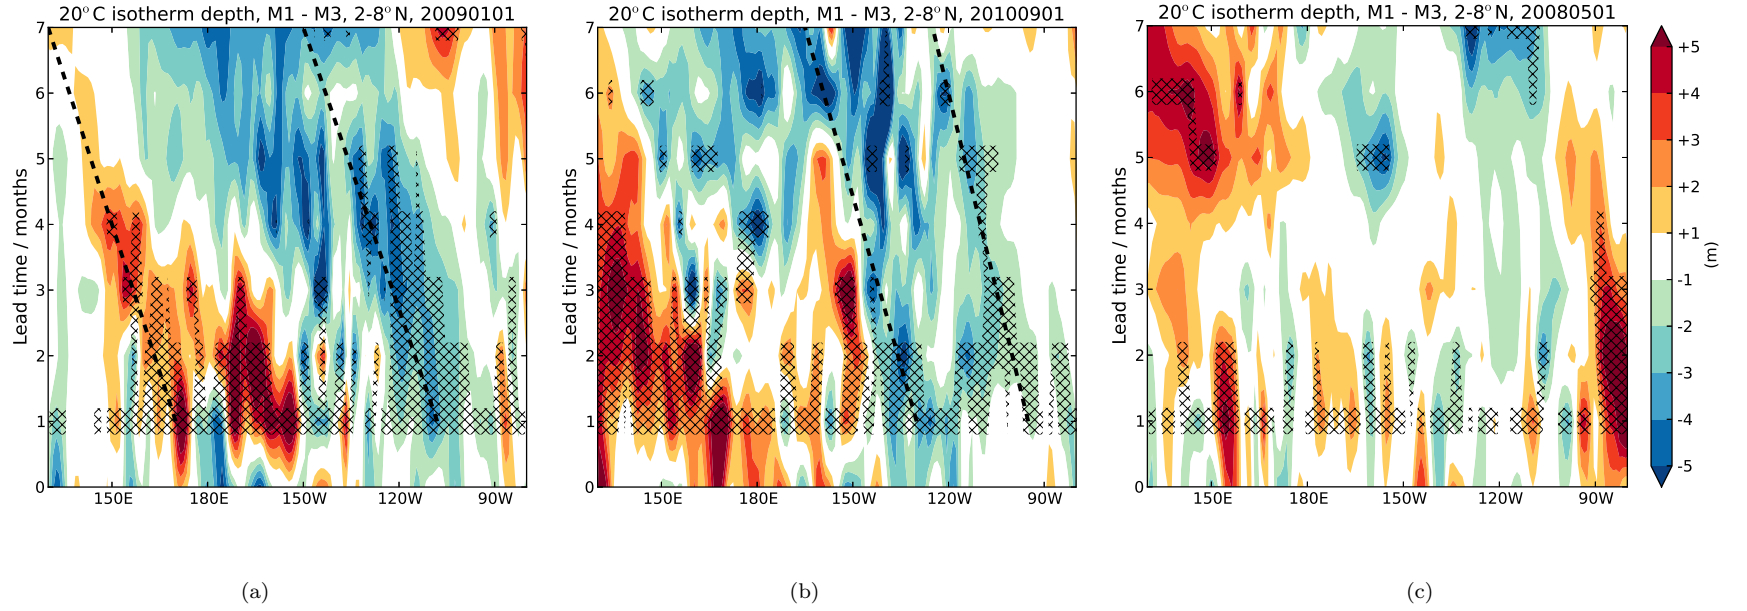 20°C isotherm depth, M1 - M3, 2-8°N, 20090101
Lead time / months
7
6
5
4
3
2
1
0
150E 180E 150W 120W 90W
(a)
20°C isotherm depth, M1 - M3, 2-8°N, 20100901
Lead time / months
7
6
5
4
3
2
1
0
150E 180E 150W 120W 90W
(b)
20°C isotherm depth, M1 - M3, 2-8°N, 20080501
Lead time / months
7
6
5
4
3
2
1
0
150E 180E 150W 120W 90W
(c)
+5
+4
+3
+2
+1
-1
-2
-3
-4
-5
(m)